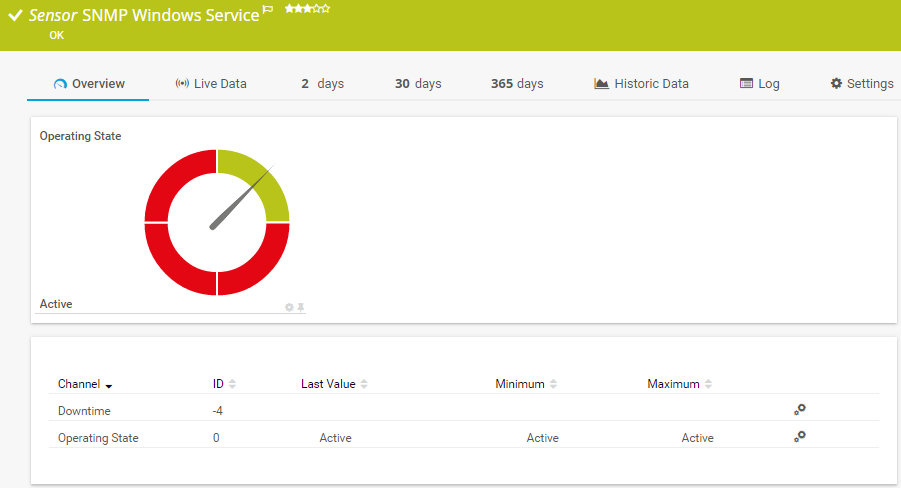 Sensor SNMP Windows Service
OK
Overview Live Data 2 days 30 days 365 days Historic Data Log Settings
Operating State
Active
Channel ID Last Value Minimum Maximum
Downtime -4
Operating State 0 Active Active Active